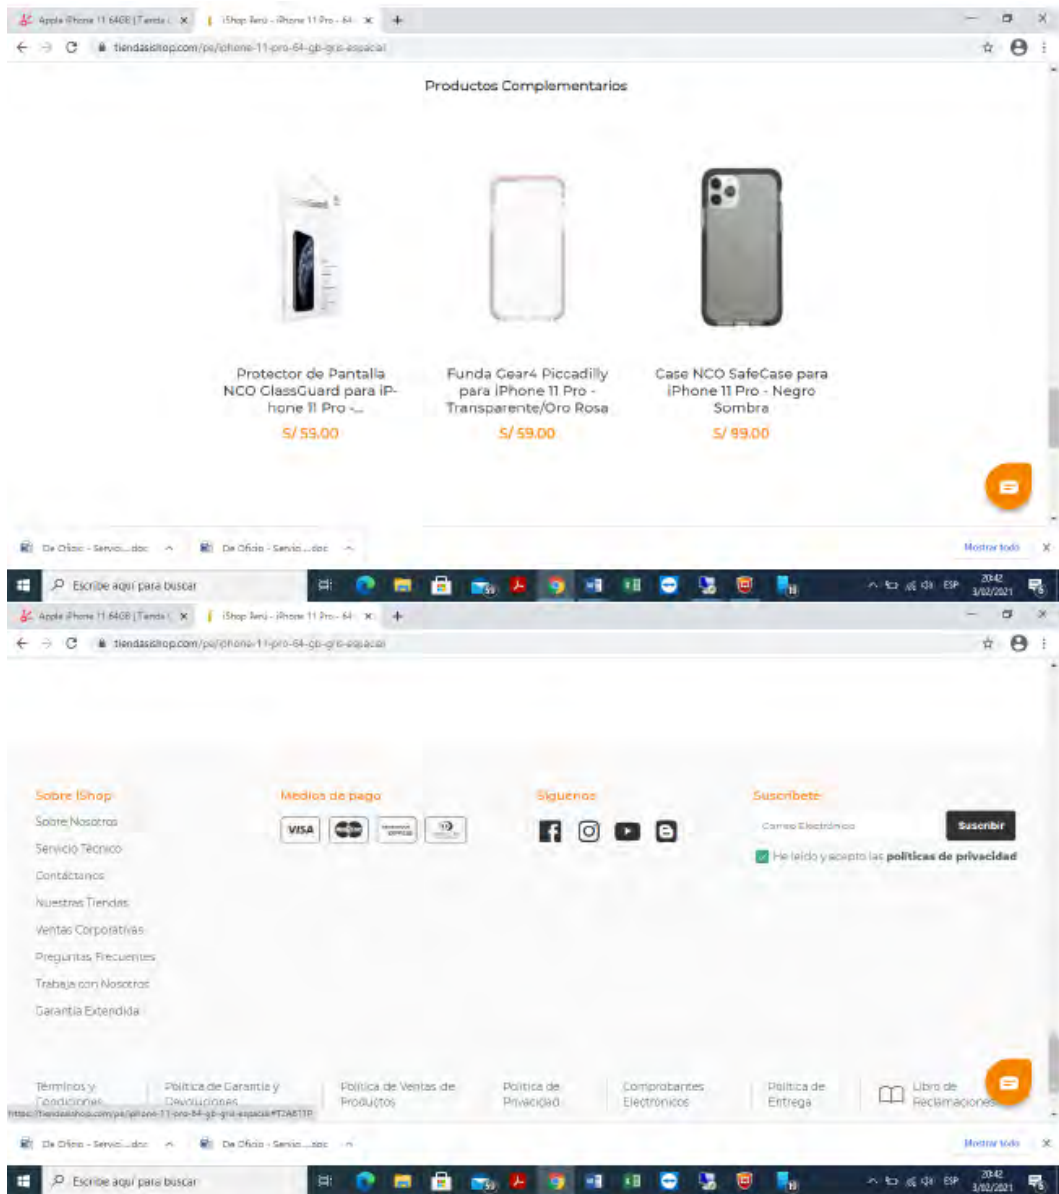 Apple iPhone 11 64GB (Tienda
iShop Perú - iPhone 11 Pro - 64
tiendasishop.com/pe/iphone-11-pro-64-gb-gris-espacial
Productos Complementarios
Protector de Pantalla
NCO GlassGuard para iP-
hone 11 Pro -...
S/ 59.00
Funda Gear4 Piccadilly
para iPhone 11 Pro -
Transparente/Oro Rosa
S/ 59.00
Case NCO SafeCase para
iPhone 11 Pro - Negro
Sombra
S/ 99.00
De Oficio - Servici....doc
De Oficio - Servicio....doc
Mostrar todo
Escribe aquí para buscar
ESP
20:42
3/02/2021
Apple iPhone 11 64GB (Tienda
iShop Perú - iPhone 11 Pro - 64
tiendasishop.com/pe/iphone-11-pro-64-gb-gris-espacial
Sobre iShop
Sobre Nosotros
Servicio Técnico
Contáctanos
Nuestras Tiendas
Ventas Corporativas
Preguntas Frecuentes
Trabaja con Nosotros
Garantía Extendida
Medios de pago
VISA
Síguenos
Suscríbete
Correo Electrónico
Suscribir
He leído y acepto las políticas de privacidad
Términos y
Condiciones
Política de Garantía y
Devoluciones
Política de Ventas de
Productos
Política de
Privacidad
Comprobantes
Electrónicos
Política de
Entrega
Libro de
Reclamaciones
De Oficio - Servici....doc
De Oficio - Servicio....doc
Mostrar todo
Escribe aquí para buscar
ESP
20:42
3/02/2021